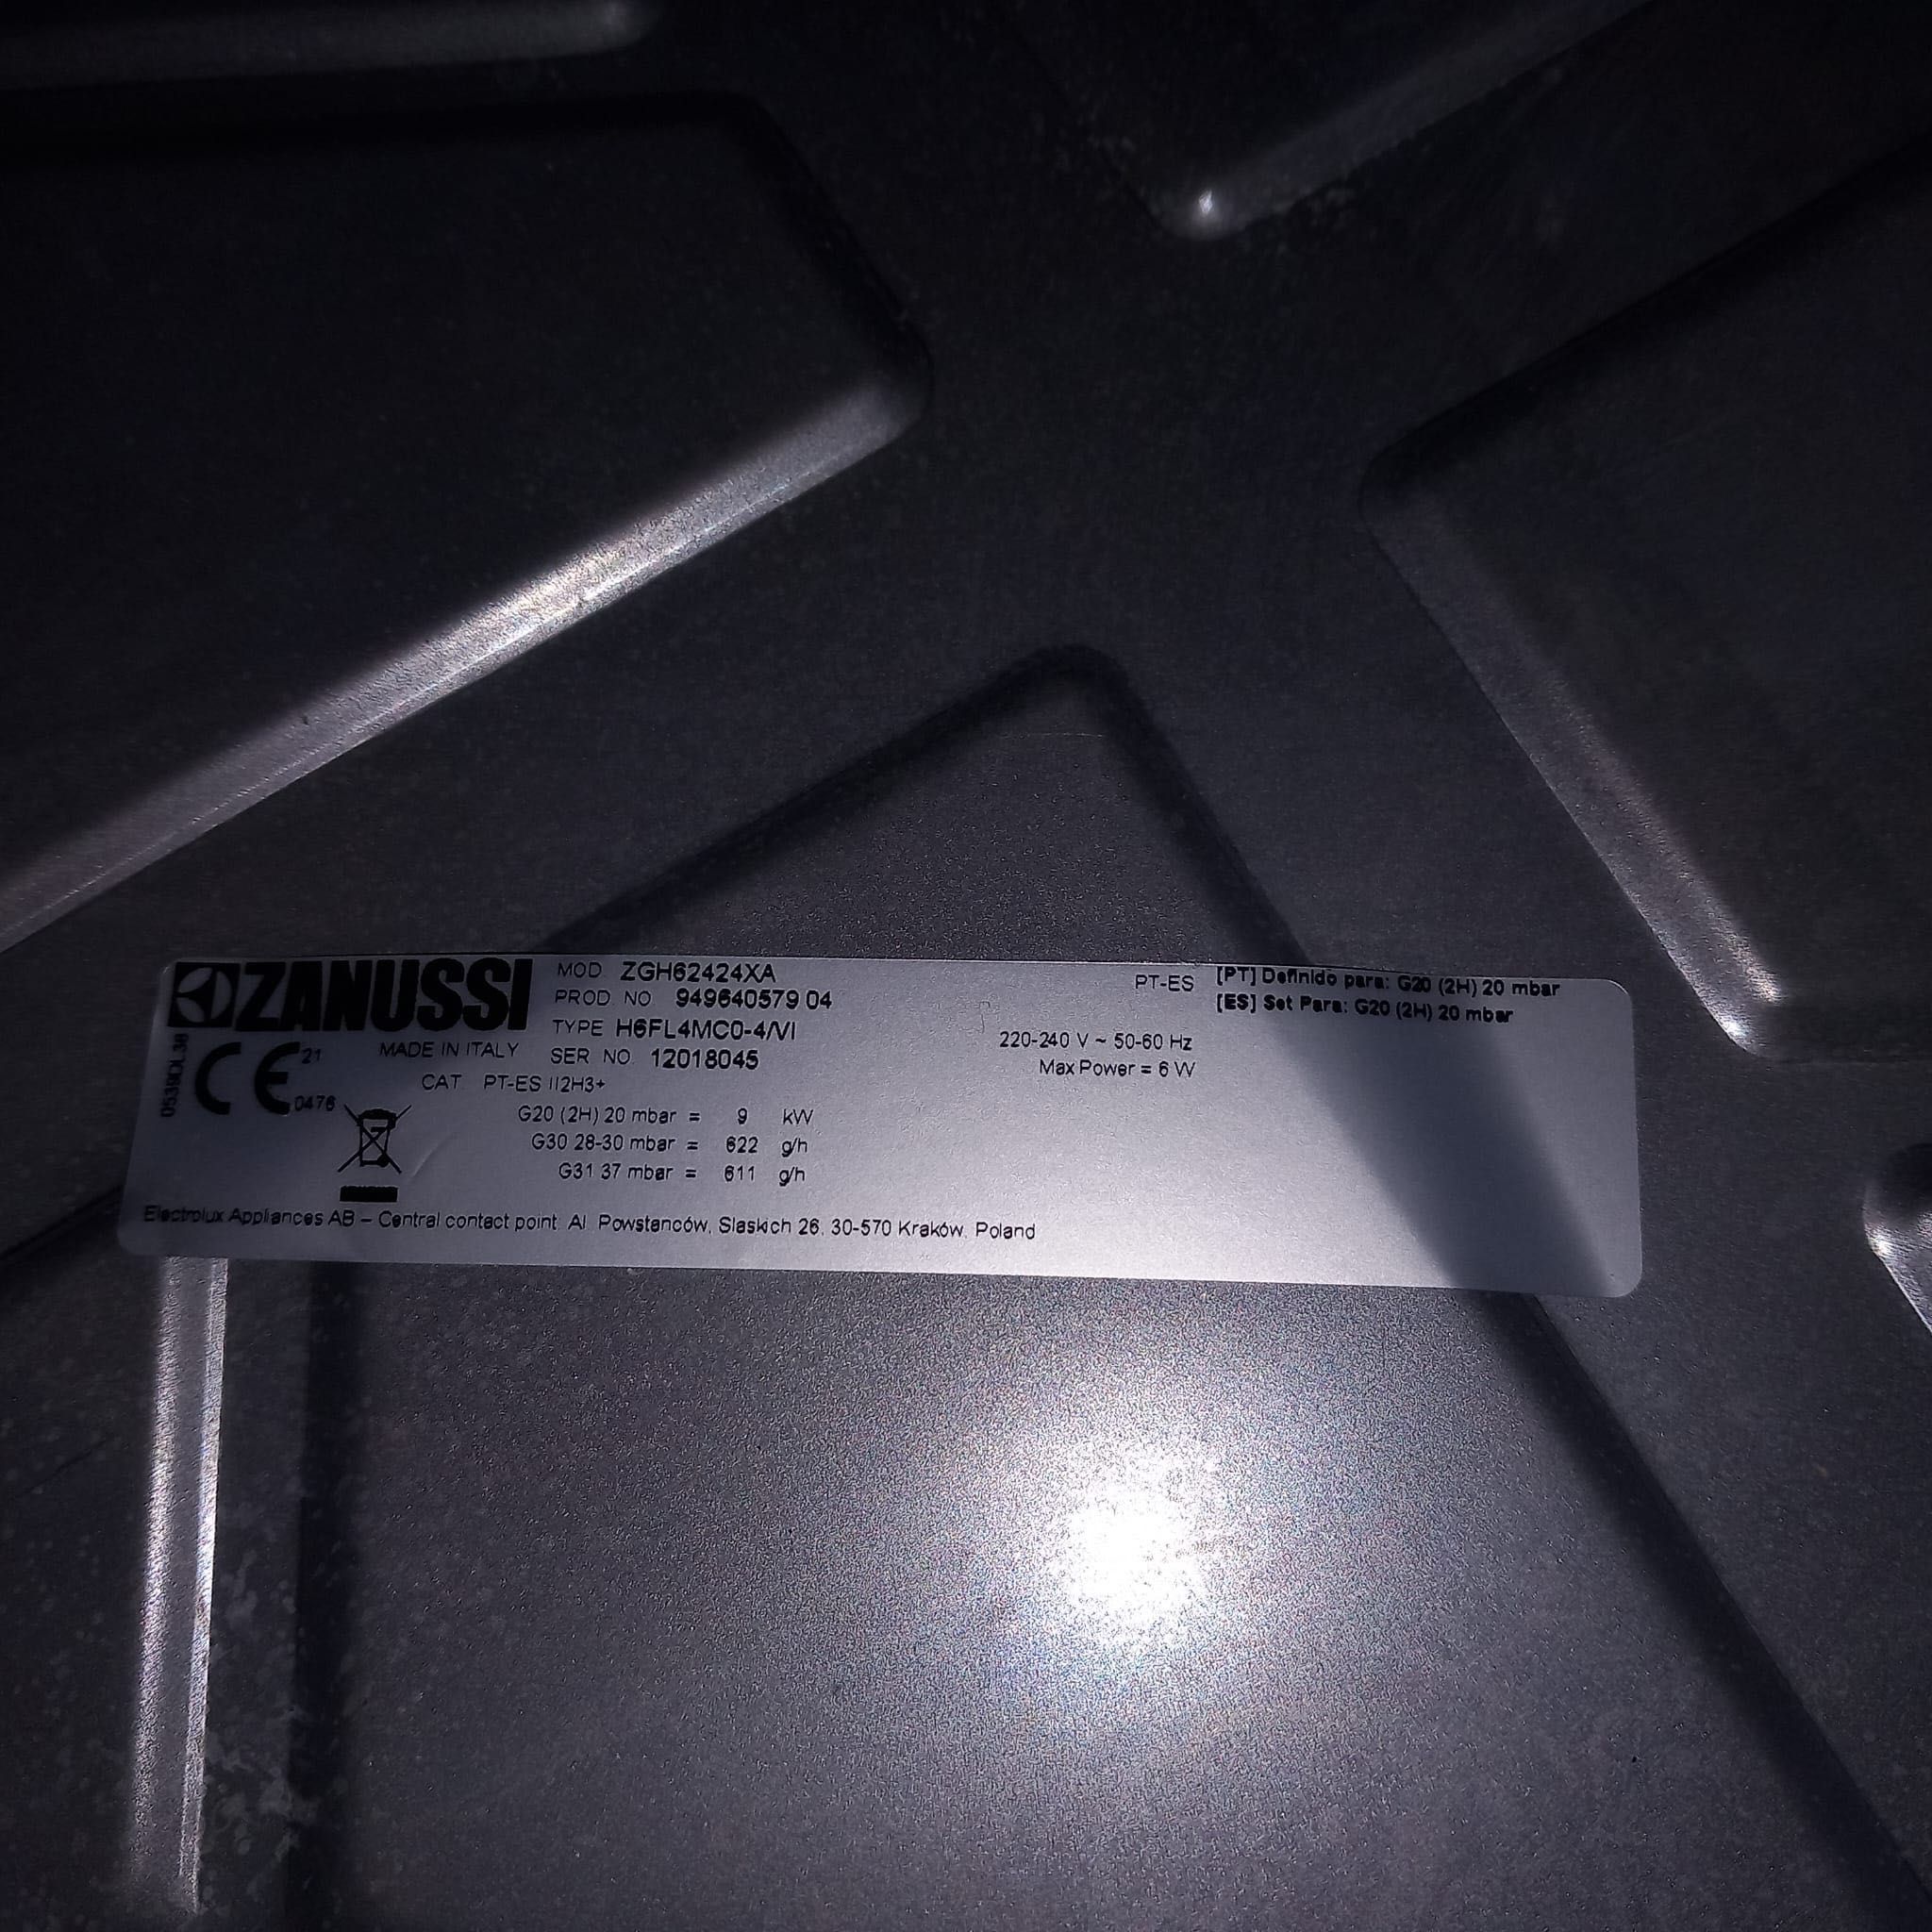 ZANUSSI
MOD ZGH62424XA
PROD NO 949640579 04
TYPE H6FL4MC0-4/VI
MADE IN ITALY SER NO 12018045
0539DL38
CE 21
0476
CAT PT-ES II2H3+
G20 (2H) 20 mbar = 9 kW
G30 28-30 mbar = 622 g/h
G31 37 mbar = 611 g/h
PT-ES [PT] Definido para: G20 (2H) 20 mbar
[ES] Set Para: G20 (2H) 20 mbar
220-240 V ~ 50-60 Hz
Max Power = 6 W
Electrolux Appliances AB – Central contact point. Al. Powstanców, Slaskich 26, 30-570 Kraków, Poland